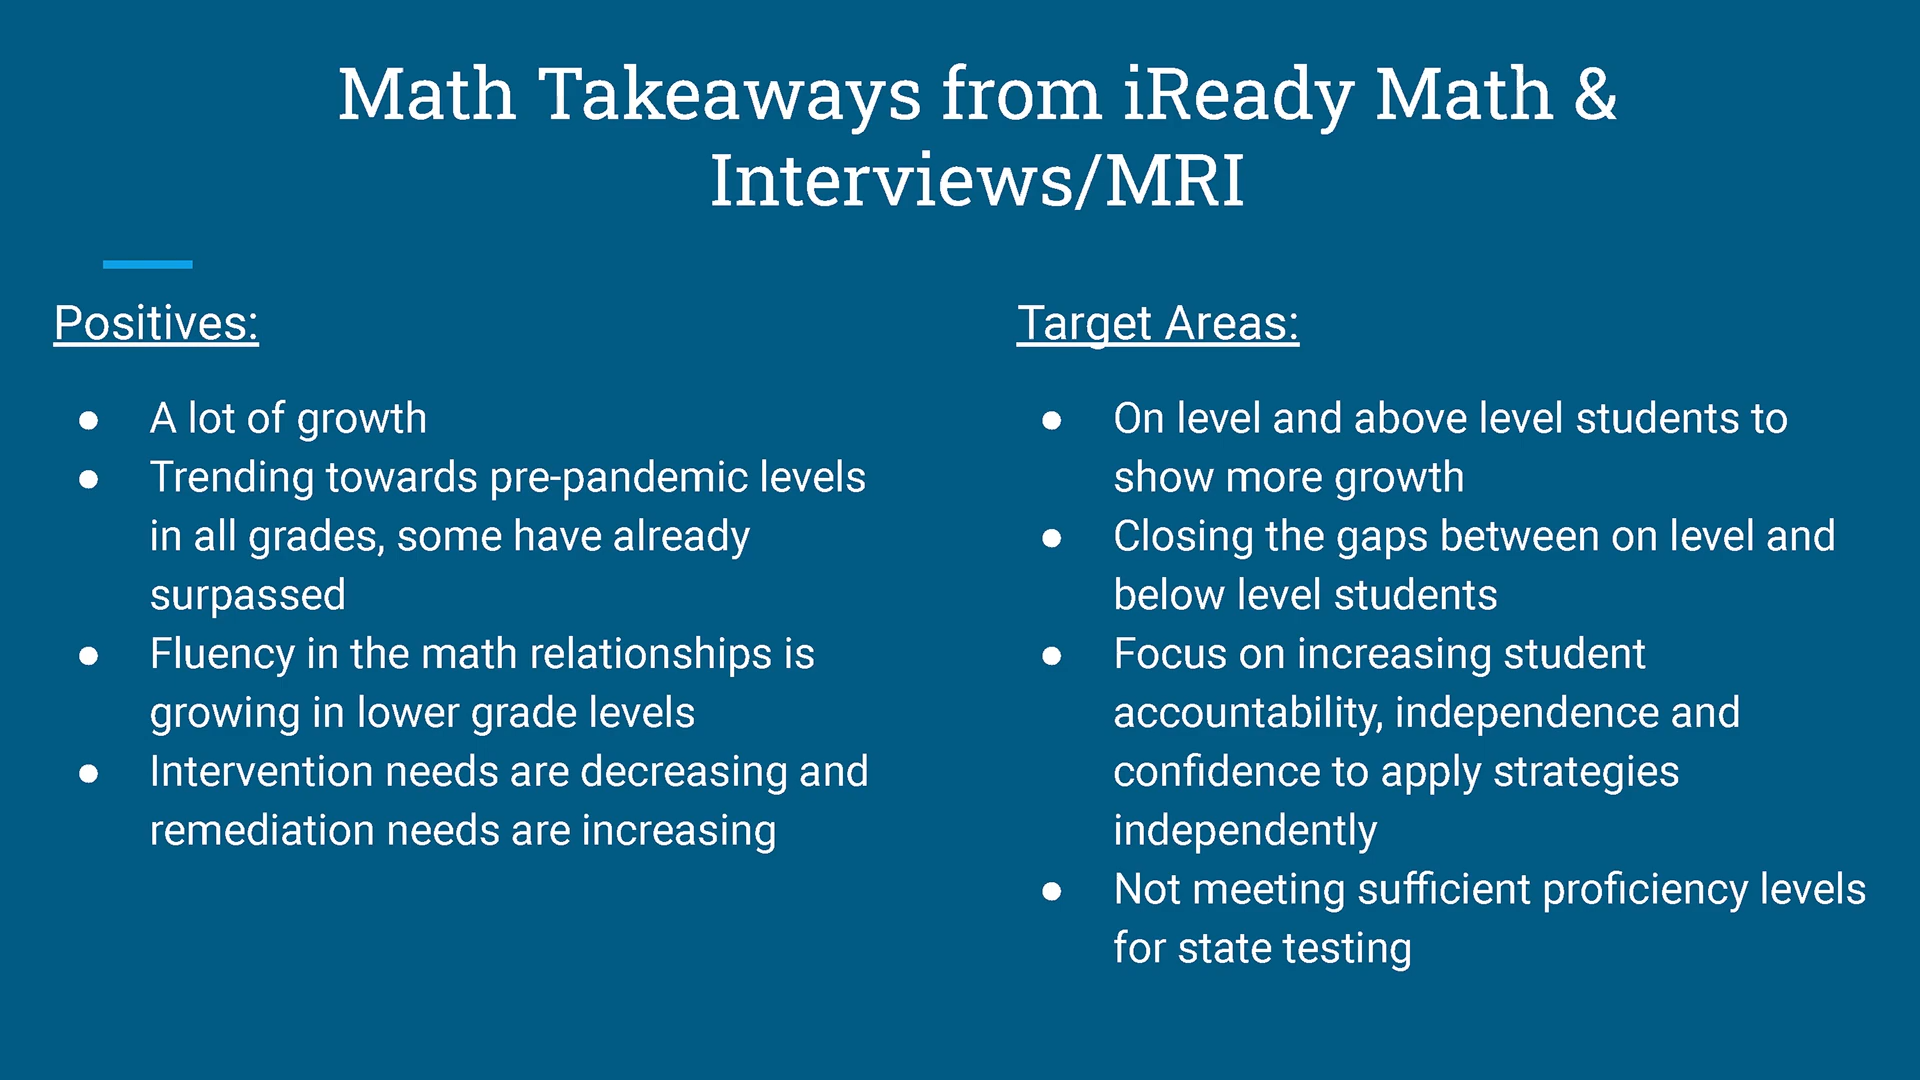 Math Takeaways from iReady Math &
Interviews/MRI
Positives:
● A lot of growth
● Trending towards pre-pandemic levels
in all grades, some have already
surpassed
● Fluency in the math relationships is
growing in lower grade levels
● Intervention needs are decreasing and
remediation needs are increasing
Target Areas:
● On level and above level students to
show more growth
● Closing the gaps between on level and
below level students
● Focus on increasing student
accountability, independence and
confidence to apply strategies
independently
● Not meeting sufficient proficiency levels
for state testing